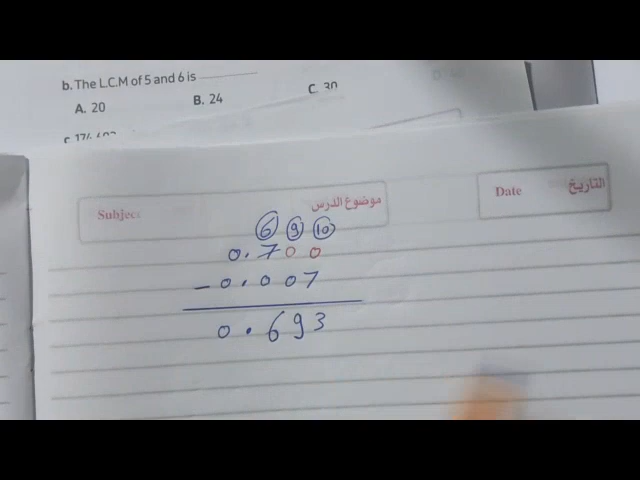 b. The L.C.M of 5 and 6 is
A. 20 B. 24 C. 30
Subject موضوع الدرس
Date التاريخ
6 9 10
0.700
- 0.007
0.693